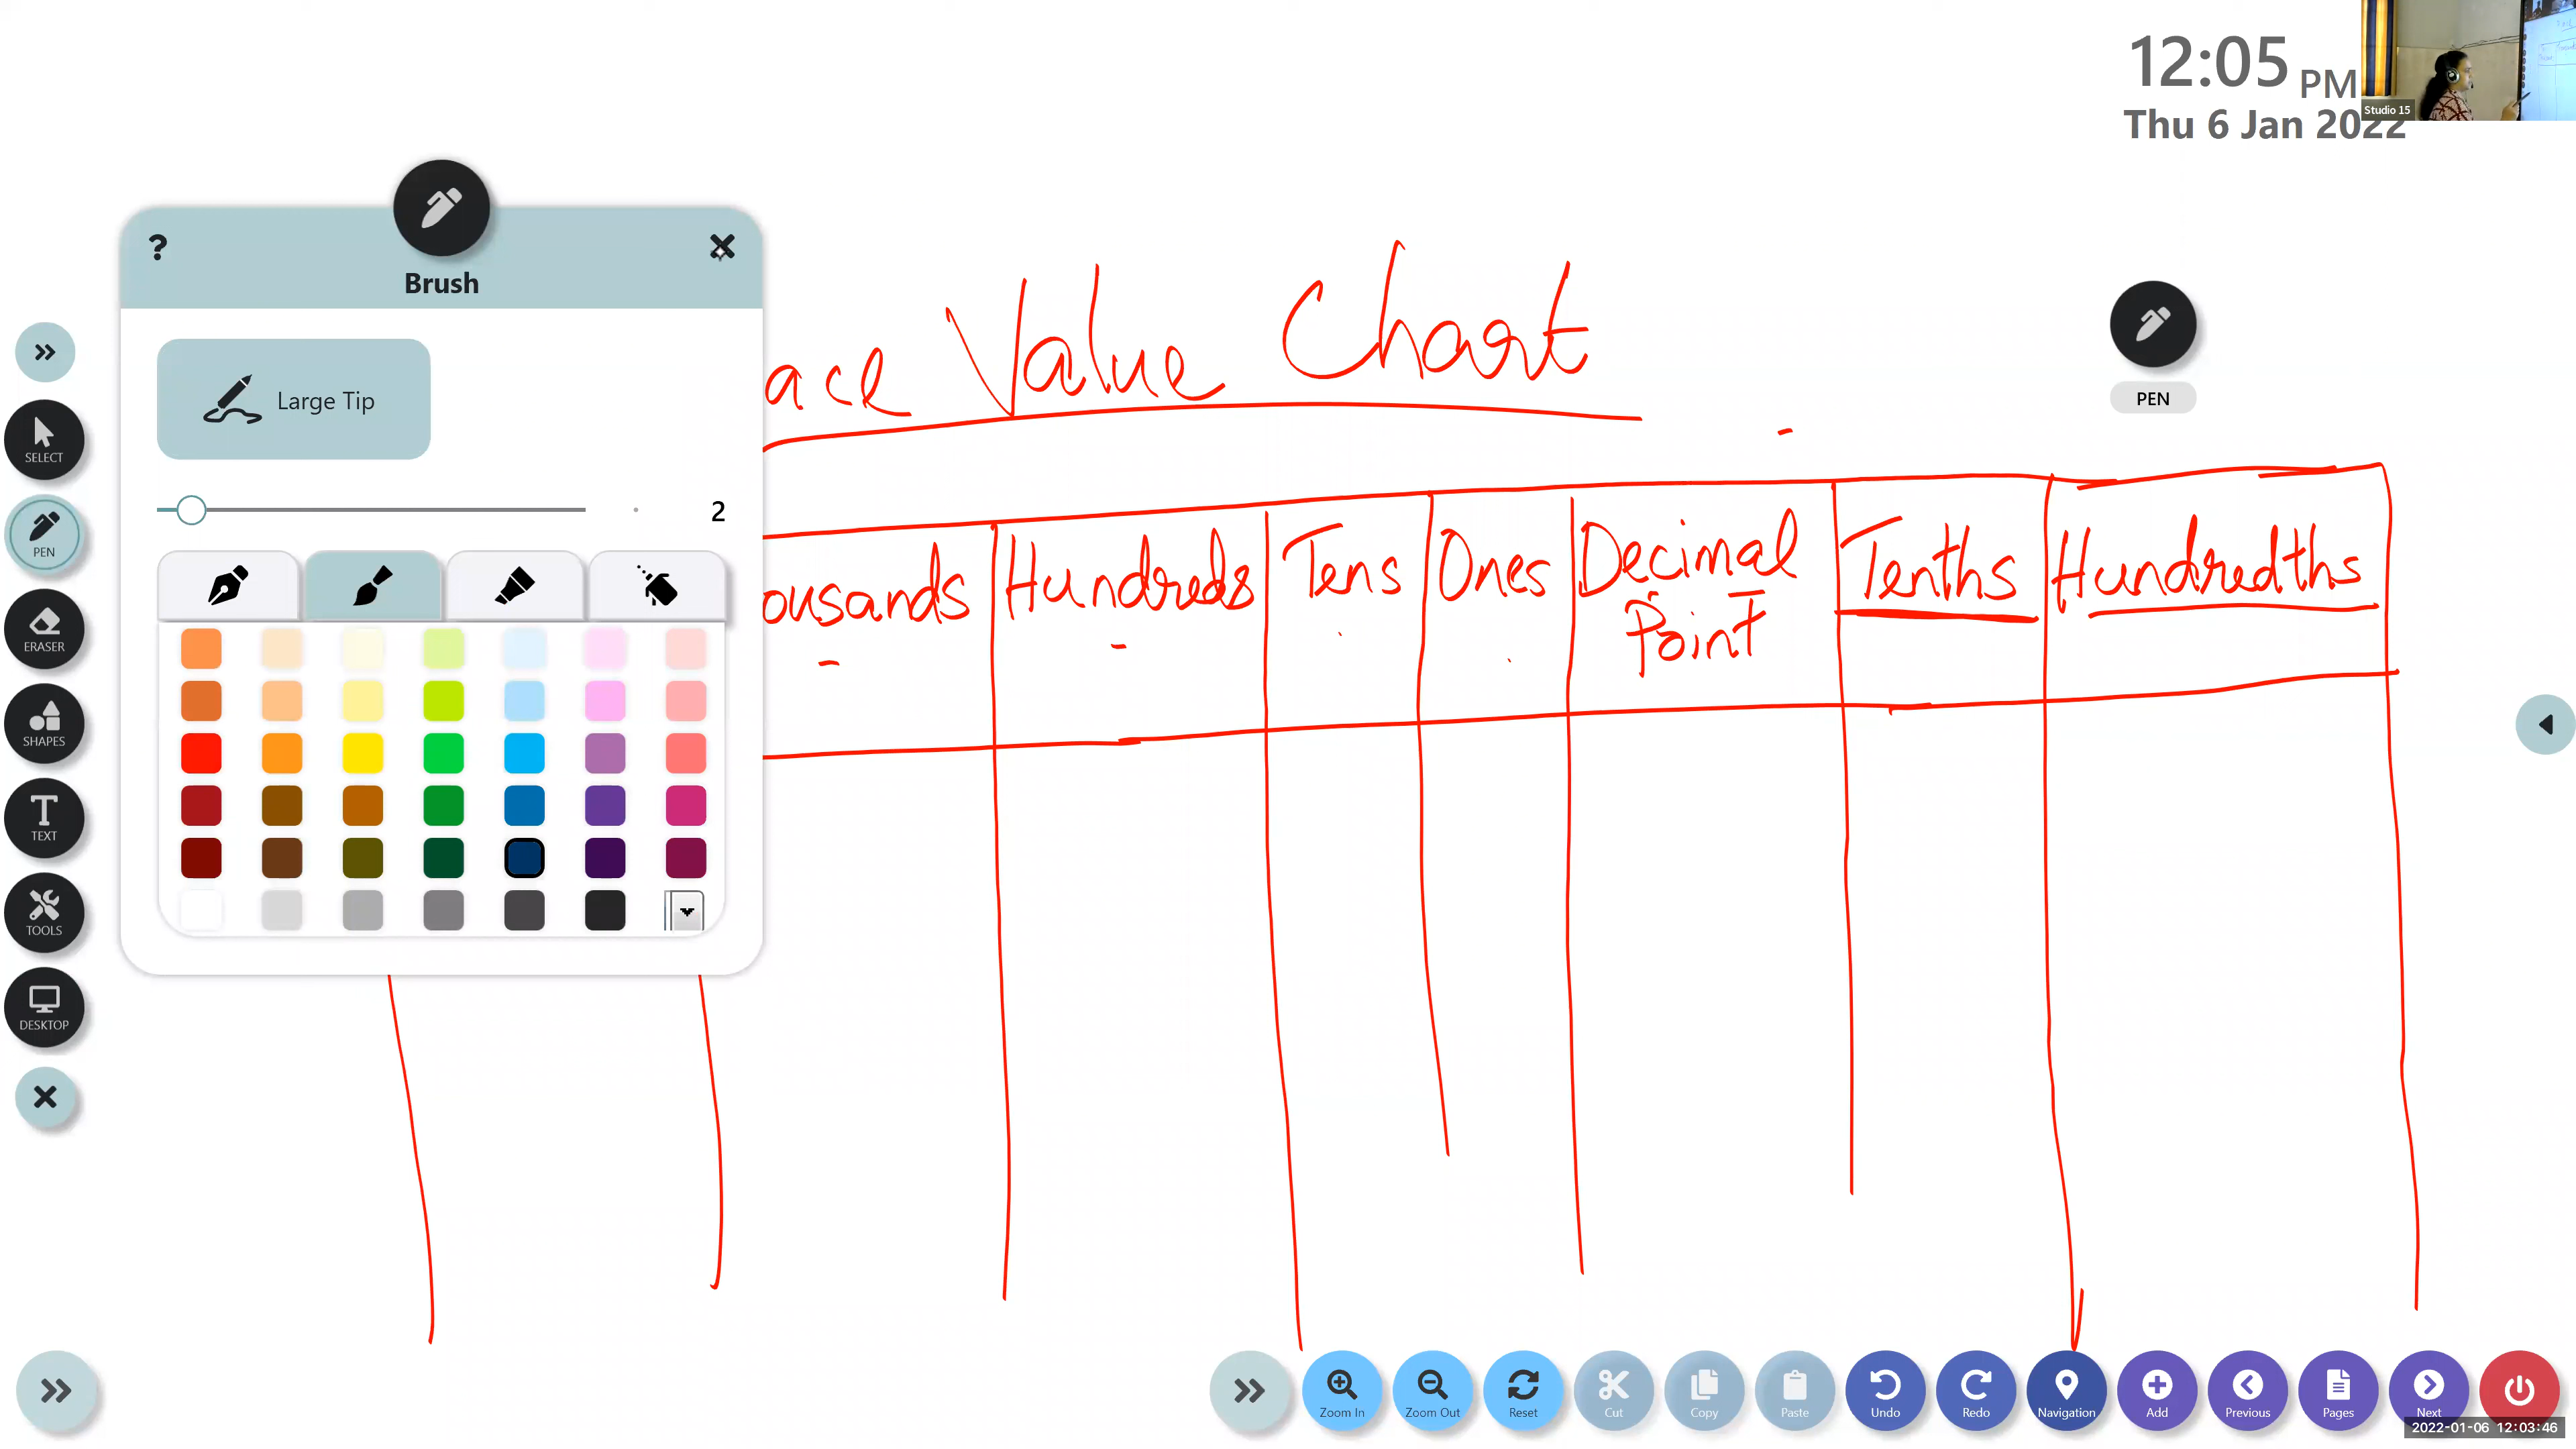 12:05 PM
Studio 15
Thu 6 Jan 2022
?
Brush
Large Tip
2
ace Value Chart
PEN
ousands Hundreds Tens Ones Decimal Point Tenths Hundredths
SELECT
PEN
ERASER
SHAPES
TEXT
TOOLS
DESKTOP
Zoom In Zoom Out Reset Cut Copy Paste Undo Redo Navigation Add Previous Pages Next
2022-01-06 12:03:46